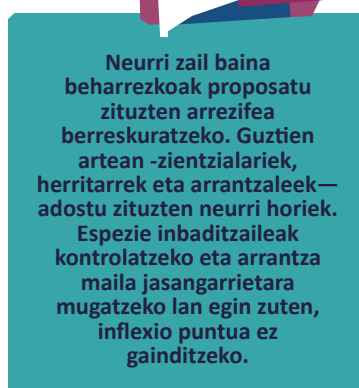 Neurri zail baina
beharrezkoak proposatu
zituzten arrezifea
berreskuratzeko. Guztien
artean -zientzialariek,
herritarrek eta arrantzaleek—
adostu zituzten neurri horiek.
Espezie inbaditzaileak
kontrolatzeko eta arrantza
maila jasangarrietara
mugatzeko lan egin zuten,
inflexio puntua ez
gainditzeko.